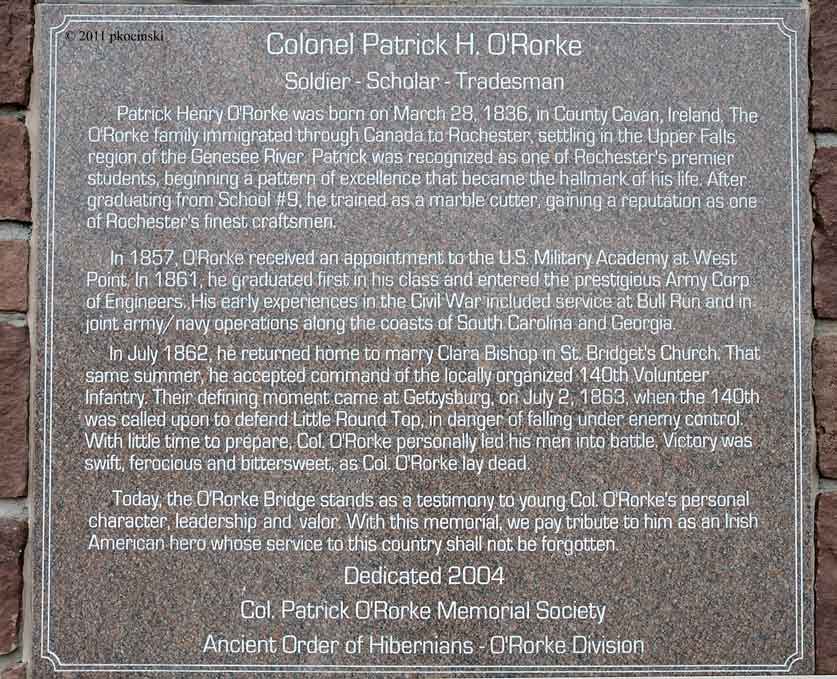 © 2011 pkocinski
Colonel Patrick H. O'Rorke
Soldier - Scholar - Tradesman
Patrick Henry O'Rorke was born on March 28, 1836, in County Cavan, Ireland. The
O'Rorke family immigrated through Canada to Rochester, settling in the Upper Falls
region of the Genesee River. Patrick was recognized as one of Rochester's premier
students, beginning a pattern of excellence that became the hallmark of his life. After
graduating from School #9, he trained as a marble cutter, gaining a reputation as one
of Rochester's finest craftsmen.
In 1857, O'Rorke received an appointment to the U.S. Military Academy at West
Point. In 1861, he graduated first in his class and entered the prestigious Army Corp
of Engineers. His early experiences in the Civil War included service at Bull Run and in
joint army/navy operations along the coasts of South Carolina and Georgia.
In July 1862, he returned home to marry Clara Bishop in St. Bridget's Church. That
same summer, he accepted command of the locally organized 140th Volunteer
Infantry. Their defining moment came at Gettysburg, on July 2, 1863, when the 140th
was called upon to defend Little Round Top, in danger of falling under enemy control.
With little time to prepare, Col. O'Rorke personally led his men into battle. Victory was
swift, ferocious and bittersweet, as Col. O'Rorke lay dead.
Today, the O'Rorke Bridge stands as a testimony to young Col. O'Rorke's personal
character, leadership and valor. With this memorial, we pay tribute to him as an Irish
American hero whose service to this country shall not be forgotten.
Dedicated 2004
Col. Patrick O'Rorke Memorial Society
Ancient Order of Hibernians - O'Rorke Division